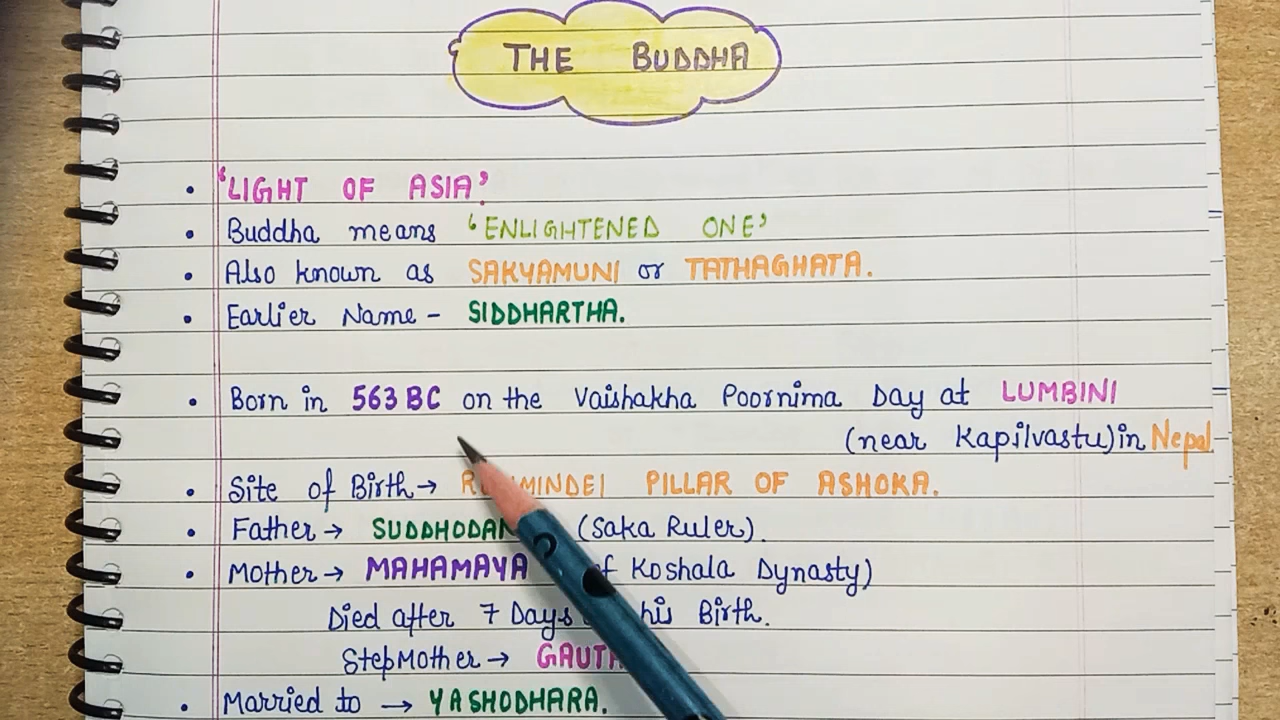 THE BUDDHA
• 'LIGHT OF ASIA'.
• Buddha means 'ENLIGHTENED ONE'
• Also known as SAKYAMUNI or TATHAGHATA.
• Earlier Name - SIDDHARTHA.
• Born in 563 BC on the Vaishakha Poornima Day at LUMBINI
(near Kapilvastu) in Nepal
• Site of Birth → PILLAR OF ASHOKA.
• Father → (Saka Ruler).
• Mother → MAHAMAYA of Koshala Dynasty)
Died after 7 Days his Birth.
StepMother →
• Married to → YASHODHARA.